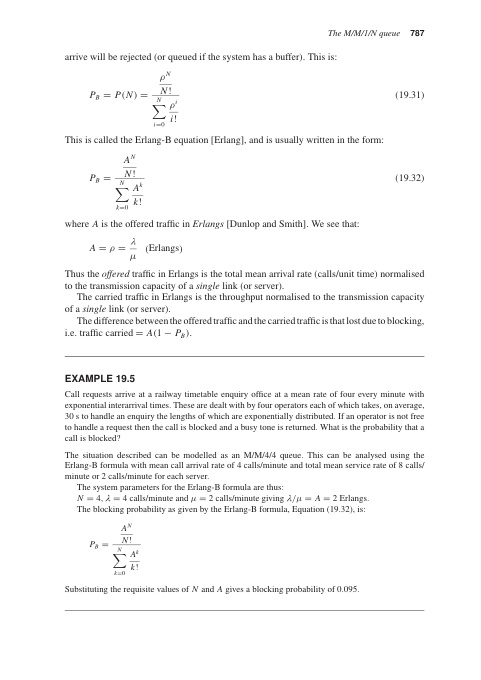 The M/M/1/N queue 787
arrive will be rejected (or queued if the system has a buffer). This is:
P_B = P(N) = \frac{\frac{ρ^N}{N!}}{\sum_{i=0}^{N} \frac{ρ^i}{i!}} (19.31)
This is called the Erlang-B equation [Erlang], and is usually written in the form:
P_B = \frac{\frac{A^N}{N!}}{\sum_{k=0}^{N} \frac{A^k}{k!}} (19.32)
where A is the offered traffic in Erlangs [Dunlop and Smith]. We see that:
A = ρ = \frac{λ}{μ} (Erlangs)
Thus the offered traffic in Erlangs is the total mean arrival rate (calls/unit time) normalised
to the transmission capacity of a single link (or server).
The carried traffic in Erlangs is the throughput normalised to the transmission capacity
of a single link (or server).
The difference between the offered traffic and the carried traffic is that lost due to blocking,
i.e. traffic carried = A(1 − P_B).
EXAMPLE 19.5
Call requests arrive at a railway timetable enquiry office at a mean rate of four every minute with
exponential interarrival times. These are dealt with by four operators each of which takes, on average,
30 s to handle an enquiry the lengths of which are exponentially distributed. If an operator is not free
to handle a request then the call is blocked and a busy tone is returned. What is the probability that a
call is blocked?
The situation described can be modelled as an M/M/4/4 queue. This can be analysed using the
Erlang-B formula with mean call arrival rate of 4 calls/minute and total mean service rate of 8 calls/
minute or 2 calls/minute for each server.
The system parameters for the Erlang-B formula are thus:
N = 4, λ = 4 calls/minute and μ = 2 calls/minute giving λ/μ = A = 2 Erlangs.
The blocking probability as given by the Erlang-B formula, Equation (19.32), is:
P_B = \frac{\frac{A^N}{N!}}{\sum_{k=0}^{N} \frac{A^k}{k!}}
Substituting the requisite values of N and A gives a blocking probability of 0.095.